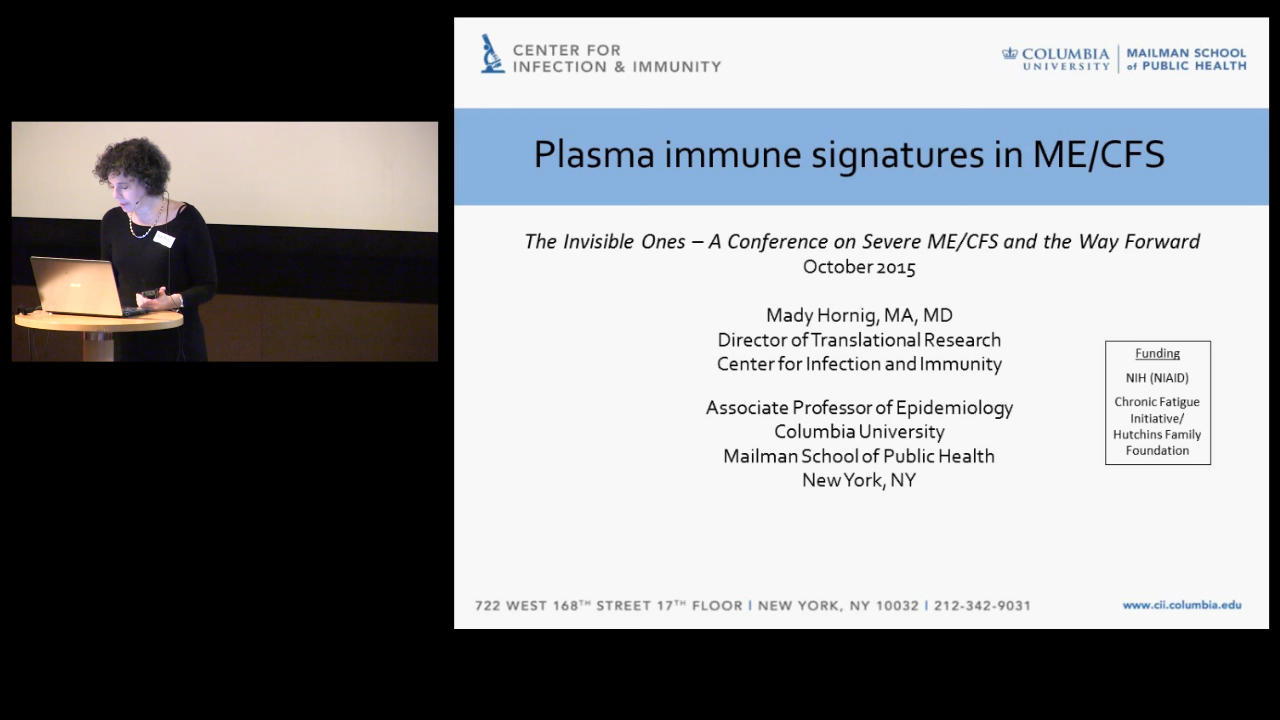 CENTER FOR
INFECTION & IMMUNITY
COLUMBIA
UNIVERSITY
MAILMAN SCHOOL
of PUBLIC HEALTH
Plasma immune signatures in ME/CFS
The Invisible Ones – A Conference on Severe ME/CFS and the Way Forward
October 2015
Mady Hornig, MA, MD
Director of Translational Research
Center for Infection and Immunity
Associate Professor of Epidemiology
Columbia University
Mailman School of Public Health
New York, NY
Funding
NIH (NIAID)
Chronic Fatigue
Initiative/
Hutchins Family
Foundation
722 WEST 168TH STREET 17TH FLOOR | NEW YORK, NY 10032 | 212-342-9031
www.cii.columbia.edu